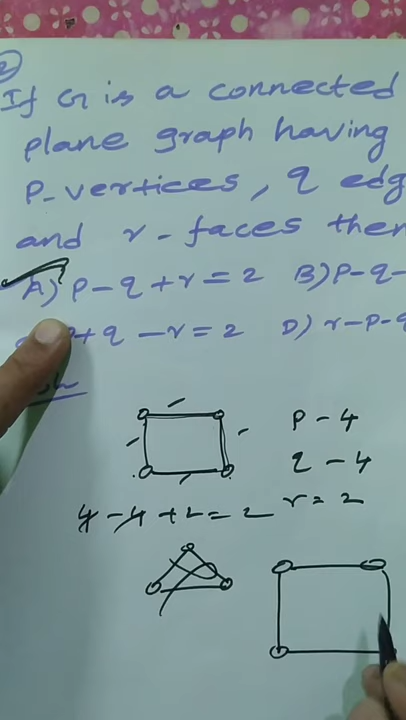 If G is a connected
plane graph having
P-vertices, q edg
and r-faces then
A) P-q+r=2 B) P-q-
+q-r=2 D) r-p-q
P-4
q-4
4-4+2=2 r=2